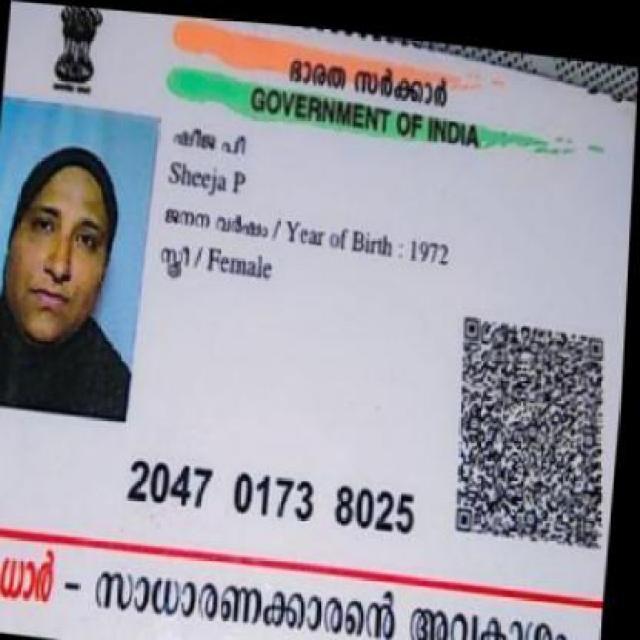 ഭാരത സർക്കാർ
GOVERNMENT OF INDIA
ഷീജ പി
Sheeja P
ജനന വർഷം / Year of Birth : 1972
സ്ത്രീ / Female
2047 0173 8025
ധാർ - സാധാരണക്കാരന്റെ അവകാശം